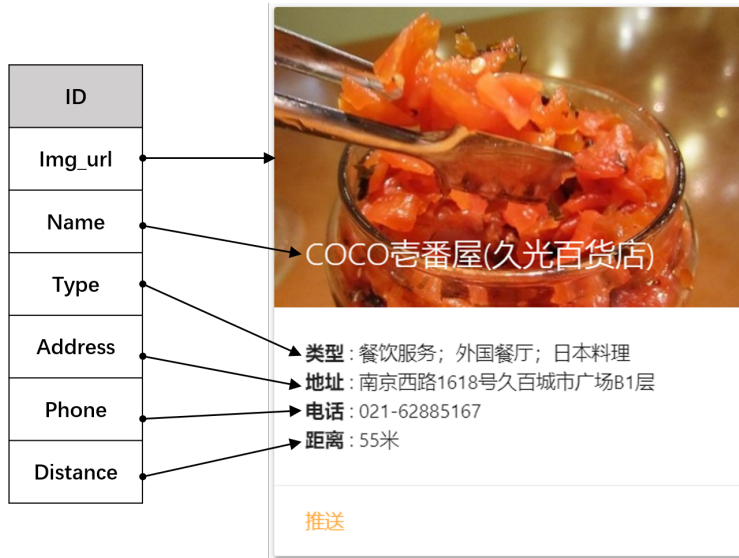 ID
Img_url
Name
Type
Address
Phone
Distance
COCO壱番屋(久光百货店)
类型 : 餐饮服务；外国餐厅；日本料理
地址 : 南京西路1618号久百城市广场B1层
电话 : 021-62885167
距离 : 55米
推送